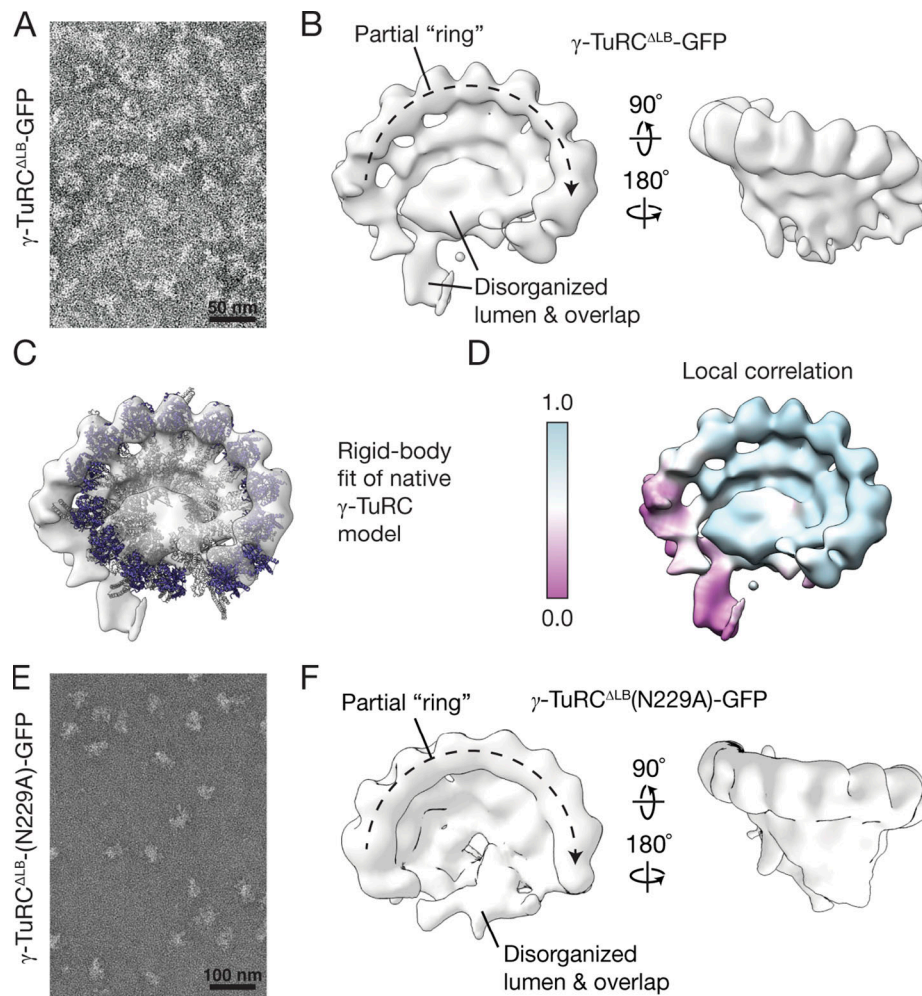 A
γ-TuRC^ΔLB-GFP
50 nm
B
Partial “ring”
γ-TuRC^ΔLB-GFP
90°
180°
Disorganized
lumen & overlap
C
Rigid-body
fit of native
γ-TuRC
model
D
Local correlation
1.0
0.0
E
γ-TuRC^ΔLB-(N229A)-GFP
100 nm
F
Partial “ring”
γ-TuRC^ΔLB(N229A)-GFP
90°
180°
Disorganized
lumen & overlap